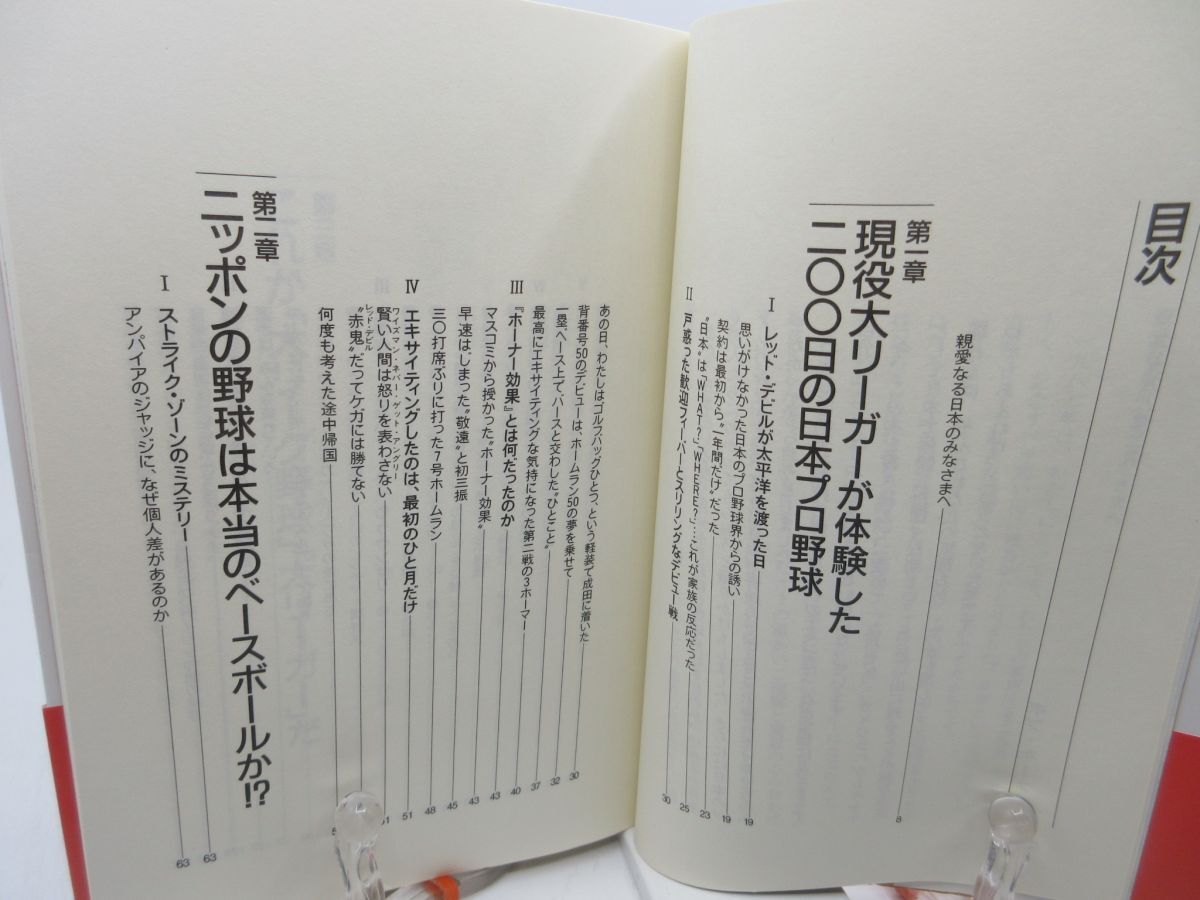 目次
親愛なる日本のみなさまへ 8
第一章
現役大リーガーが体験した
二〇〇日の日本プロ野球
I レッド・デビルが太平洋を渡った日 19
思いがけなかった日本のプロ野球界からの誘い 19
契約は最初から“一年間だけ”だった 23
“日本”は「WHAT?」「WHERE?」…これが家族の反応だった 25
II 戸惑った歓迎フィーバーとスリリングなデビュー戦 30
あの日、わたしはゴルフバッグひとつ、という軽装で成田に着いた 30
背番号50のデビューは、ホームラン50の夢を乗せて 32
一塁ベース上で、バースと交わした“ひとこと” 37
最高にエキサイティングな気持になった第二戦の3ホーマー 40
III 『ホーナー効果』とは何だったのか 43
マスコミから授かった“ホーナー効果” 43
早速はじまった“敬遠”と初三振 45
三〇打席ぶりに打った7号ホームラン 48
IV エキサイティングしたのは、最初のひと月だけ 51
賢い人間は怒りを表わさない
ワイズマン・ネバー・ゲット・アングリー
“赤鬼”だってケガには勝てない
レッド・デビル
何度も考えた途中帰国
第二章
ニッポンの野球は本当のベースボールか!?
I ストライク・ゾーンのミステリー 63
アンパイアのジャッジに、なぜ個人差があるのか 63